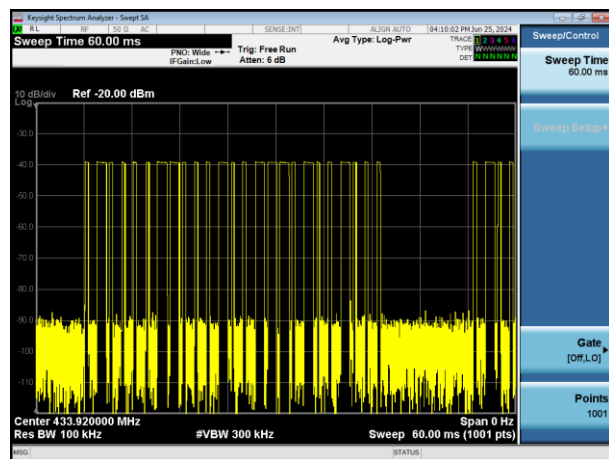 Keysight Spectrum Analyzer - Swept SA
RL RF 50 Ω AC SENSE:INT ALIGN AUTO 04:10:02 PM Jun 25, 2024
Sweep Time 60.00 ms
PNO: Wide
IFGain:Low
Trig: Free Run
Atten: 6 dB
Avg Type: Log-Pwr
TRACE 1 2 3 4 5 6
TYPE WWWWWW
DET N N N N N N
10 dB/div Ref -20.00 dBm
Log
-30.0
-40.0
-50.0
-60.0
-70.0
-80.0
-90.0
-100
-110
Center 433.920000 MHz Span 0 Hz
Res BW 100 kHz #VBW 300 kHz Sweep 60.00 ms (1001 pts)
MSG STATUS
Sweep/Control
Sweep Time
60.00 ms
Sweep Setup
Gate
[Off,LO]
Points
1001